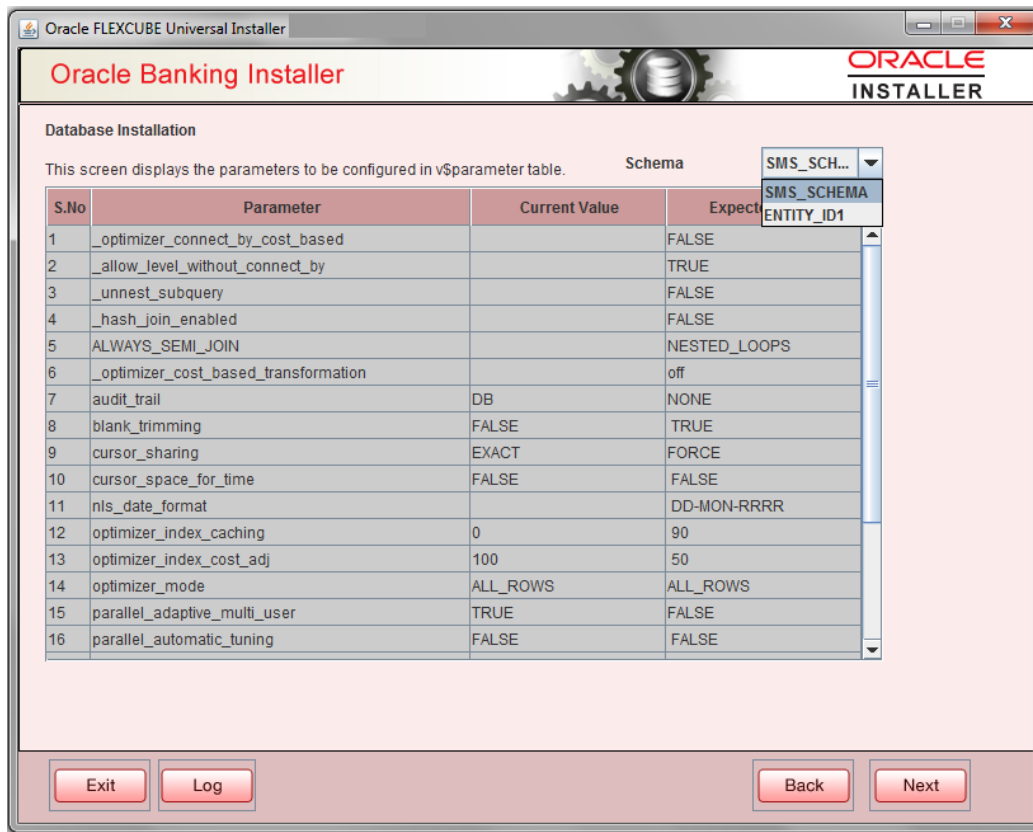 Oracle FLEXCUBE Universal Installer
Oracle Banking Installer
ORACLE
INSTALLER
Database Installation
This screen displays the parameters to be configured in v$parameter table.
Schema
SMS_SCH...
SMS_SCHEMA
ENTITY_ID1
S.No Parameter Current Value
1 _optimizer_connect_by_cost_based FALSE
2 _allow_level_without_connect_by TRUE
3 _unnest_subquery FALSE
4 _hash_join_enabled FALSE
5 ALWAYS_SEMI_JOIN NESTED_LOOPS
6 _optimizer_cost_based_transformation off
7 audit_trail DB NONE
8 blank_trimming FALSE TRUE
9 cursor_sharing EXACT FORCE
10 cursor_space_for_time FALSE FALSE
11 nls_date_format DD-MON-RRRR
12 optimizer_index_caching 0 90
13 optimizer_index_cost_adj 100 50
14 optimizer_mode ALL_ROWS ALL_ROWS
15 parallel_adaptive_multi_user TRUE FALSE
16 parallel_automatic_tuning FALSE FALSE
Exit Log Back Next